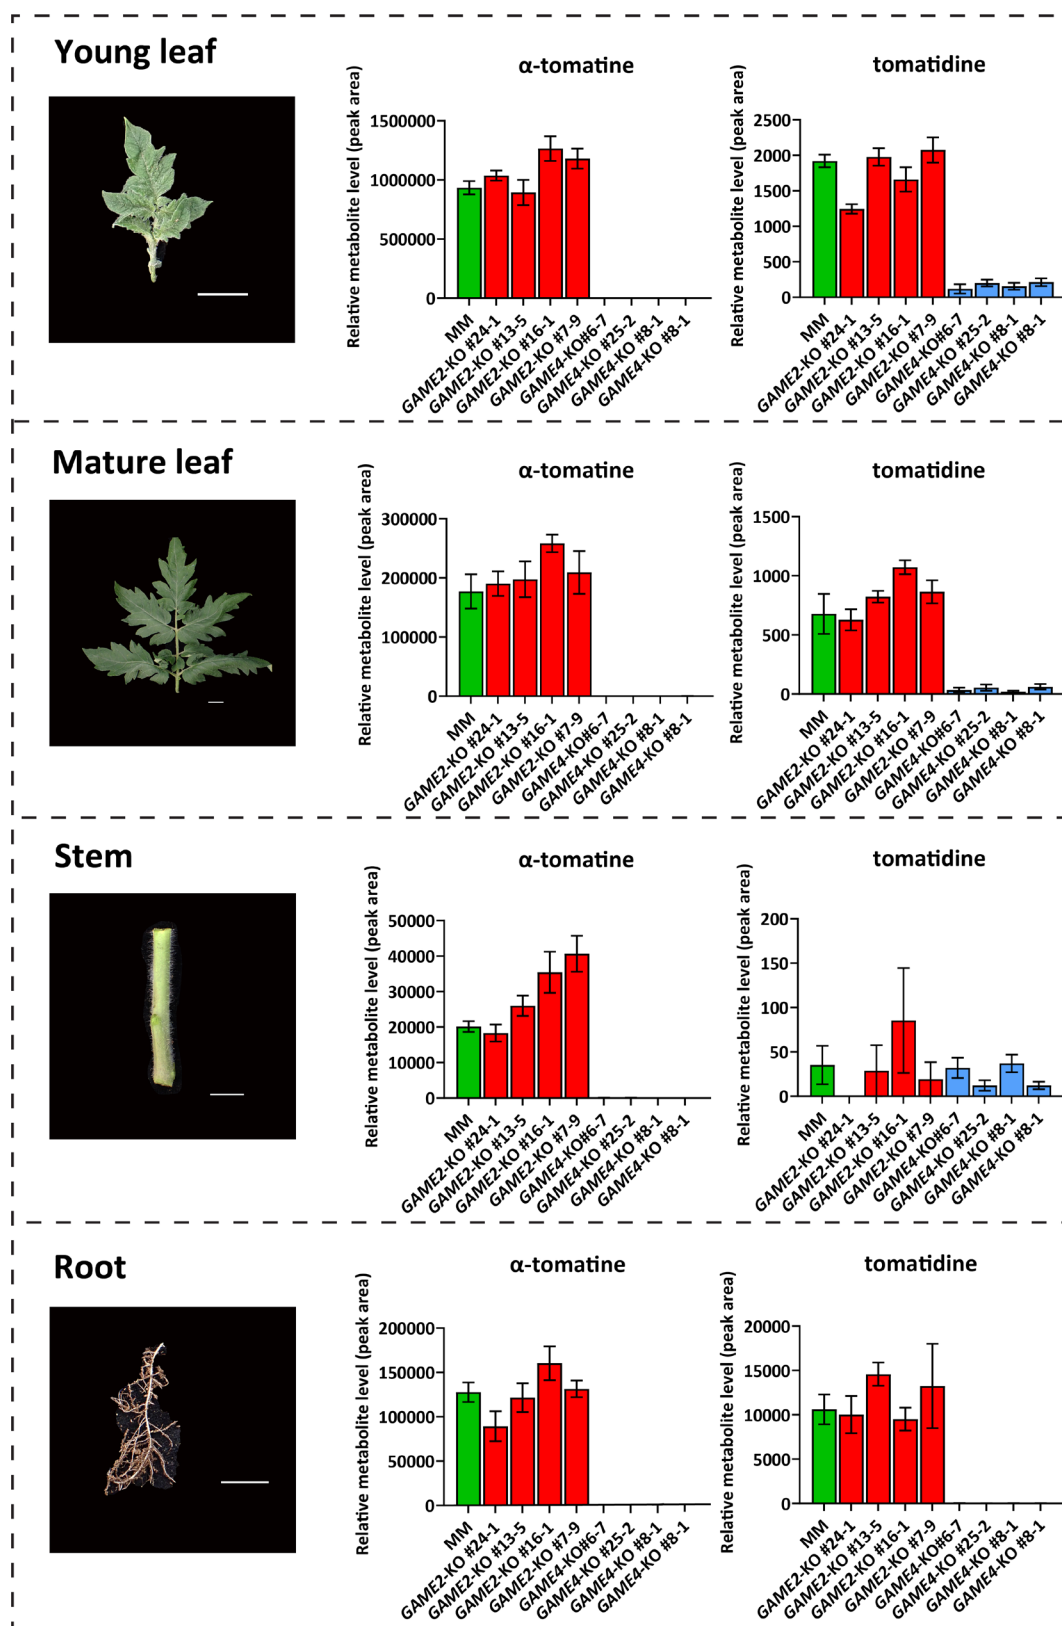 Young leaf
α-tomatine
Relative metabolite level (peak area)
1500000
1000000
500000
0
MM
GAME2-KO #24-1
GAME2-KO #13-5
GAME2-KO #16-1
GAME2-KO #7-9
GAME4-KO#6-7
GAME4-KO #25-2
GAME4-KO #8-1
GAME4-KO #8-1
tomatidine
Relative metabolite level (peak area)
2500
2000
1500
1000
500
0
MM
GAME2-KO #24-1
GAME2-KO #13-5
GAME2-KO #16-1
GAME2-KO #7-9
GAME4-KO#6-7
GAME4-KO #25-2
GAME4-KO #8-1
GAME4-KO #8-1
Mature leaf
α-tomatine
Relative metabolite level (peak area)
300000
200000
100000
0
MM
GAME2-KO #24-1
GAME2-KO #13-5
GAME2-KO #16-1
GAME2-KO #7-9
GAME4-KO#6-7
GAME4-KO #25-2
GAME4-KO #8-1
GAME4-KO #8-1
tomatidine
Relative metabolite level (peak area)
1500
1000
500
0
MM
GAME2-KO #24-1
GAME2-KO #13-5
GAME2-KO #16-1
GAME2-KO #7-9
GAME4-KO#6-7
GAME4-KO #25-2
GAME4-KO #8-1
GAME4-KO #8-1
Stem
α-tomatine
Relative metabolite level (peak area)
50000
40000
30000
20000
10000
0
MM
GAME2-KO #24-1
GAME2-KO #13-5
GAME2-KO #16-1
GAME2-KO #7-9
GAME4-KO#6-7
GAME4-KO #25-2
GAME4-KO #8-1
GAME4-KO #8-1
tomatidine
Relative metabolite level (peak area)
200
150
100
50
0
MM
GAME2-KO #24-1
GAME2-KO #13-5
GAME2-KO #16-1
GAME2-KO #7-9
GAME4-KO#6-7
GAME4-KO #25-2
GAME4-KO #8-1
GAME4-KO #8-1
Root
α-tomatine
Relative metabolite level (peak area)
200000
150000
100000
50000
0
MM
GAME2-KO #24-1
GAME2-KO #13-5
GAME2-KO #16-1
GAME2-KO #7-9
GAME4-KO#6-7
GAME4-KO #25-2
GAME4-KO #8-1
GAME4-KO #8-1
tomatidine
Relative metabolite level (peak area)
20000
15000
10000
5000
0
MM
GAME2-KO #24-1
GAME2-KO #13-5
GAME2-KO #16-1
GAME2-KO #7-9
GAME4-KO#6-7
GAME4-KO #25-2
GAME4-KO #8-1
GAME4-KO #8-1